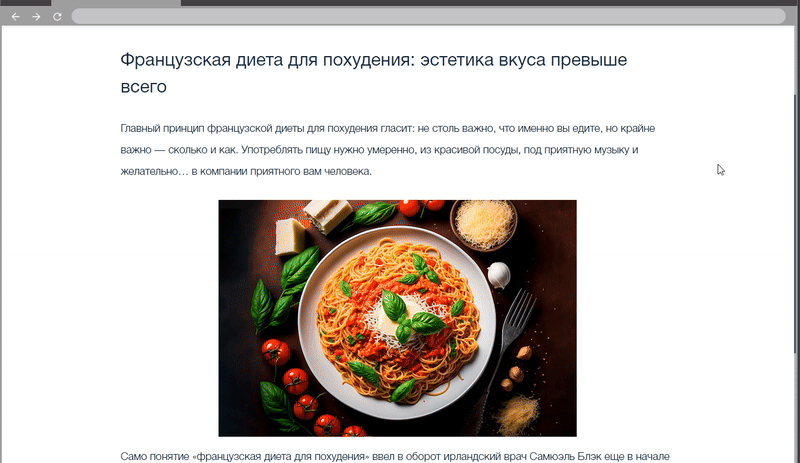 Французская диета для похудения: эстетика вкуса превыше
всего
Главный принцип французской диеты для похудения гласит: не столь важно, что именно вы едите, но крайне
важно — сколько и как. Употреблять пищу нужно умеренно, из красивой посуды, под приятную музыку и
желательно… в компании приятного вам человека.
Само понятие «французская диета для похудения» ввел в оборот ирландский врач Самюэль Блэк еще в начале